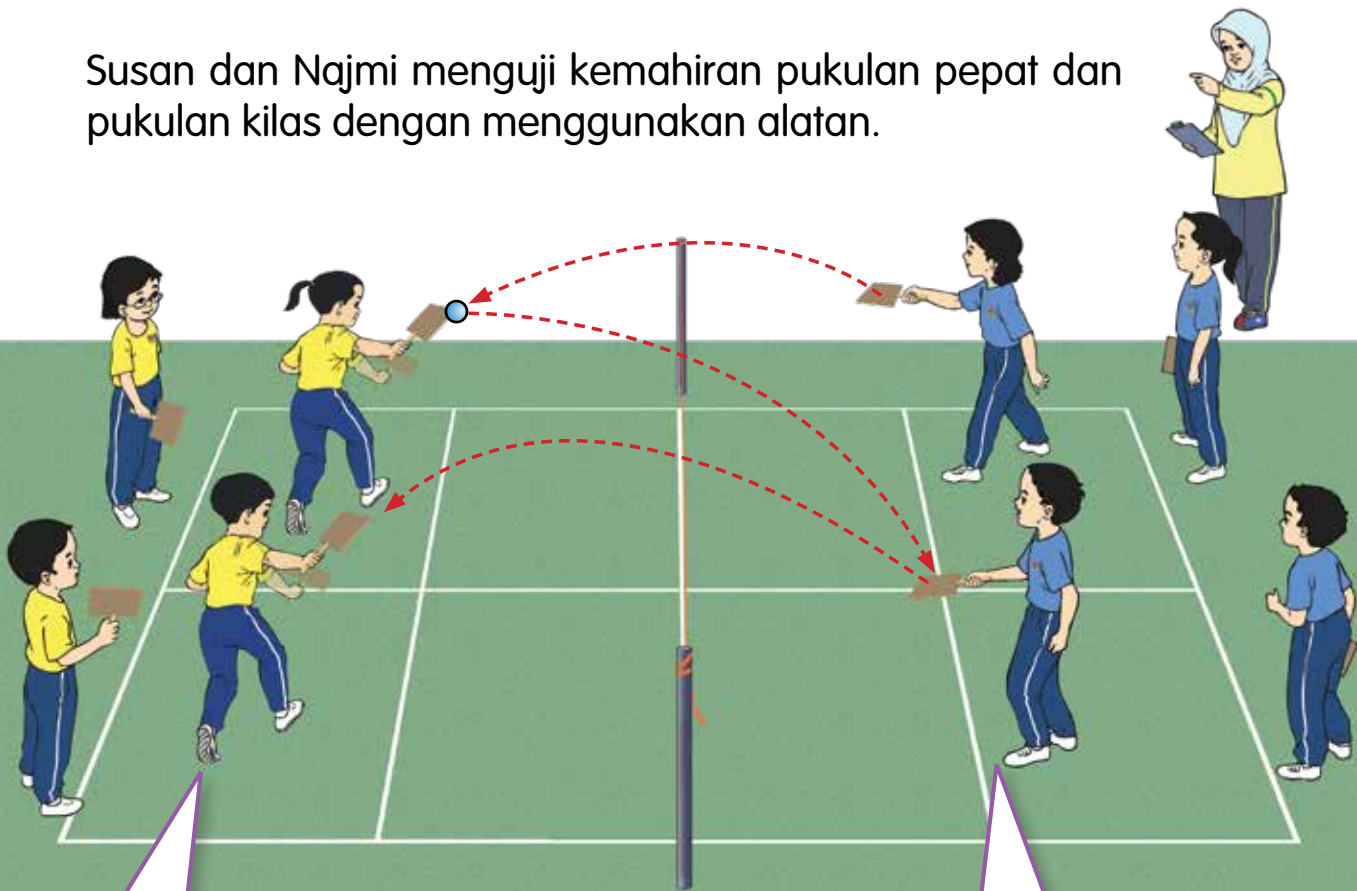 Susan dan Najmi menguji kemahiran pukulan pepat dan
pukulan kilas dengan menggunakan alatan.